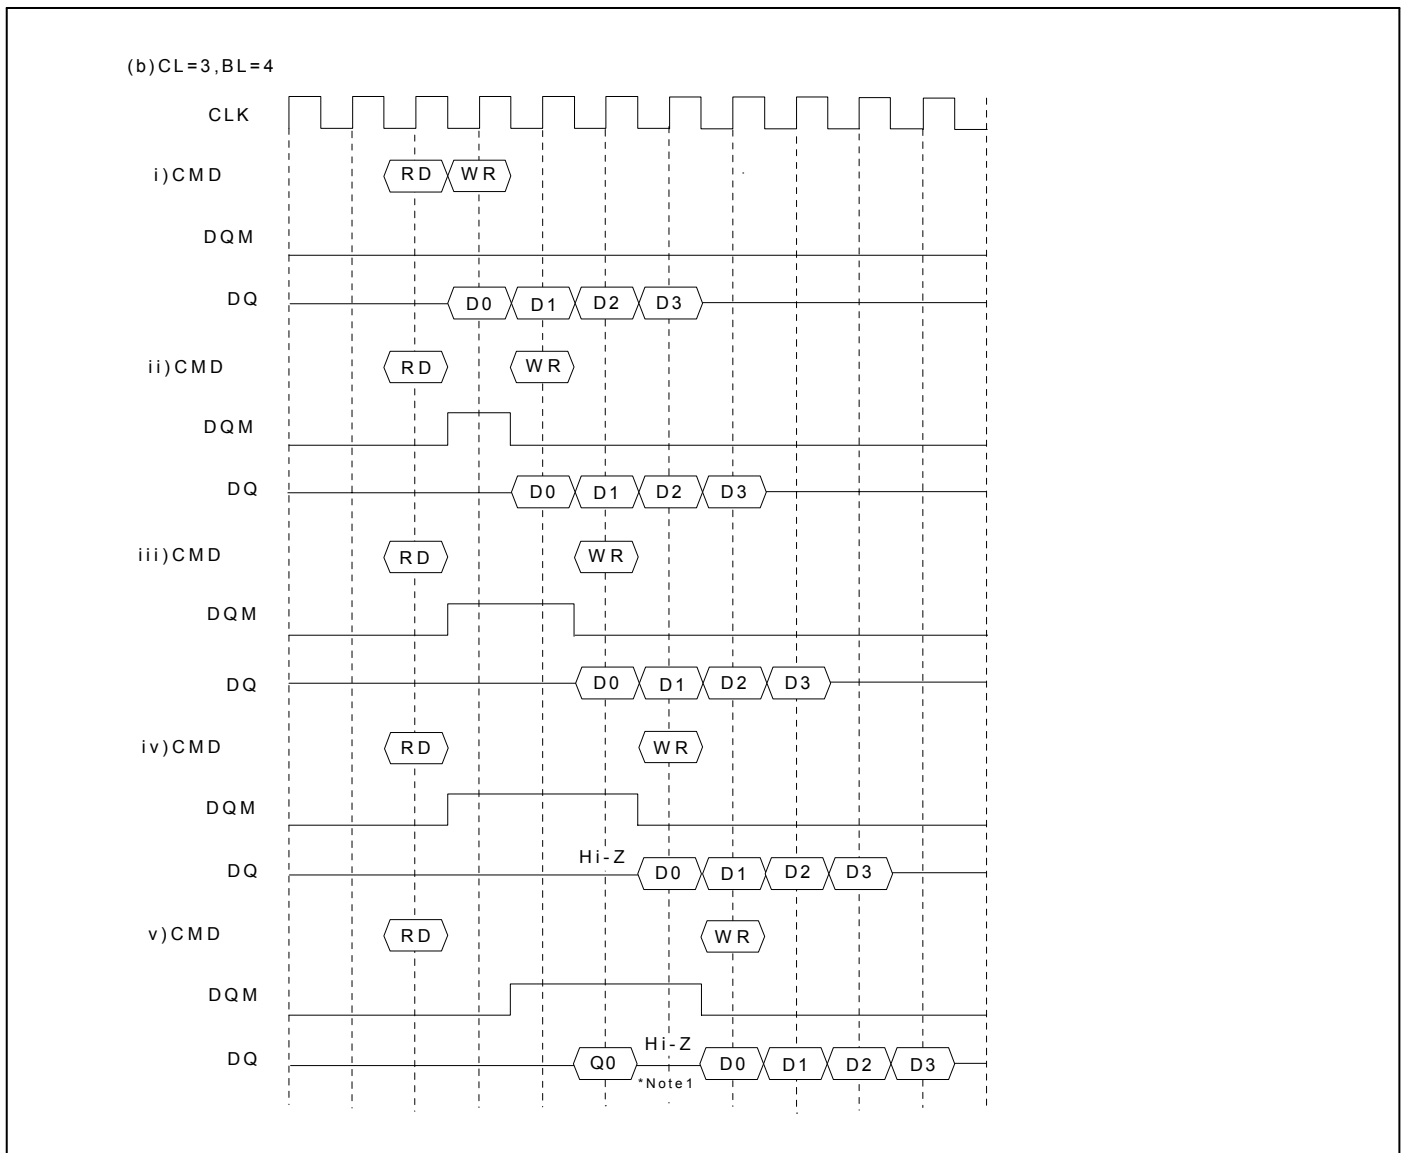 (b)CL=3,BL=4
CLK
i)CMD RD WR
DQM
DQ D0 D1 D2 D3
ii)CMD RD WR
DQM
DQ D0 D1 D2 D3
iii)CMD RD WR
DQM
DQ D0 D1 D2 D3
iv)CMD RD WR
DQM
Hi-Z
DQ D0 D1 D2 D3
v)CMD RD WR
DQM
Hi-Z
DQ Q0 D0 D1 D2 D3
*Note1